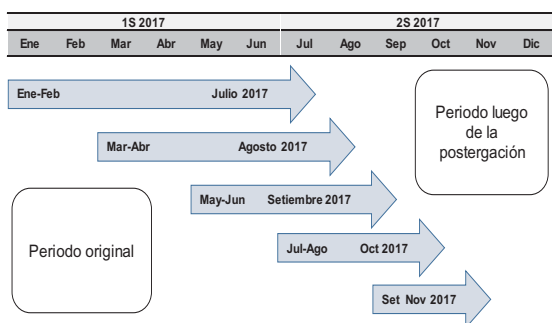 1S 2017 2S 2017
Ene Feb Mar Abr May Jun Jul Ago Sep Oct Nov Dic
Ene-Feb Julio 2017
Periodo luego
de la
postergación
Mar-Abr Agosto 2017
May-Jun Setiembre 2017
Periodo original
Jul-Ago Oct 2017
Set Nov 2017